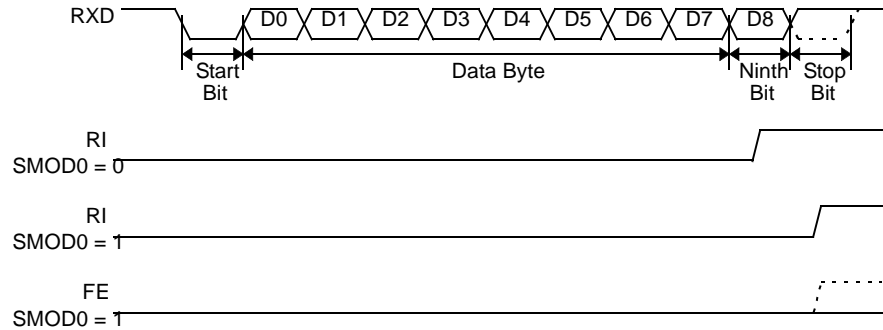 RXD D0 D1 D2 D3 D4 D5 D6 D7 D8
Start Bit
Data Byte
Ninth Bit
Stop Bit
RI
SMOD0 = 0
RI
SMOD0 = 1
FE
SMOD0 = 1